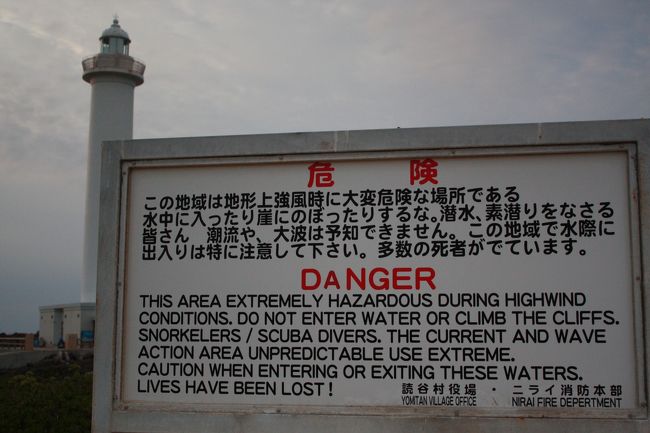 危 険
この地域は地形上強風時に大変危険な場所である
水中に入ったり崖にのぼったりするな。潜水、素潜りをなさる
皆さん 潮流や、大波は予知できません。この地域で水際に
出入りは特に注意して下さい。多数の死者がでています。
DANGER
THIS AREA EXTREMELY HAZARDOUS DURING HIGHWIND
CONDITIONS. DO NOT ENTER WATER OR CLIMB THE CLIFFS.
SNORKELERS / SCUBA DIVERS. THE CURRENT AND WAVE
ACTION AREA UNPREDICTABLE USE EXTREME.
CAUTION WHEN ENTERING OR EXITING THESE WATERS.
LIVES HAVE BEEN LOST!
読谷村役場 ・ ニライ消防本部
YOMITAN VILLAGE OFFICE NIRAI FIRE DEPERTMENT